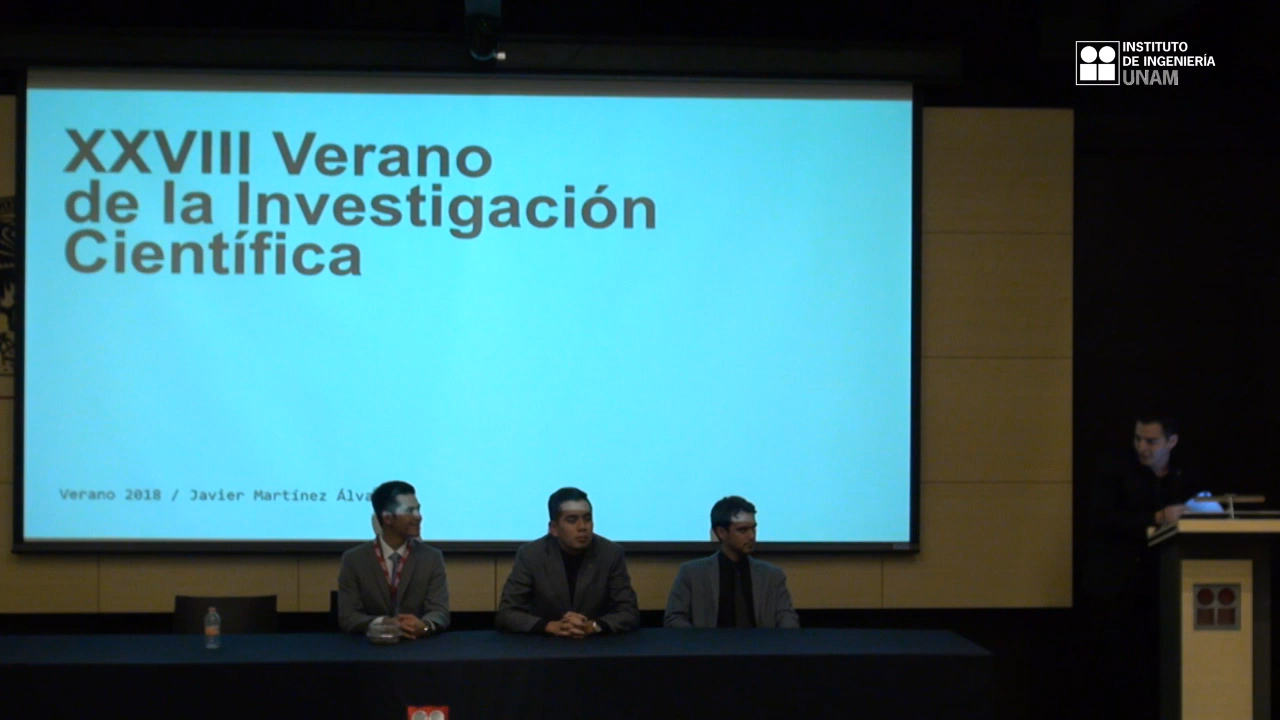 INSTITUTO
DE INGENIERÍA
UNAM
XXVIII Verano
de la Investigación
Científica
Verano 2018 / Javier Martínez